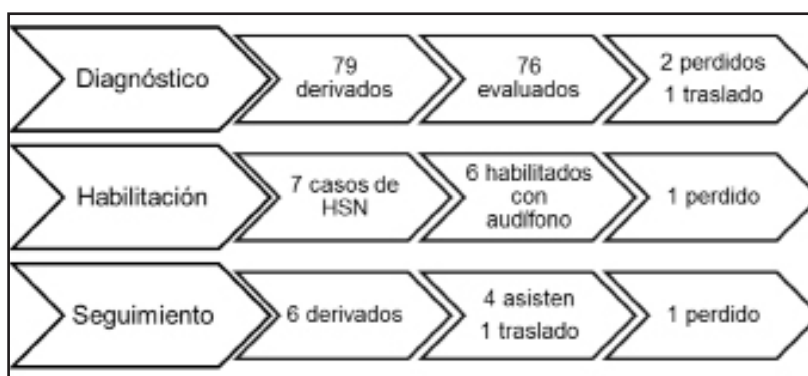 Diagnóstico
79
derivados
76
evaluados
2 perdidos
1 traslado
Habilitación
7 casos de
HSN
6 habilitados
con
audífono
1 perdido
Seguimiento
6 derivados
4 asisten
1 traslado
1 perdido